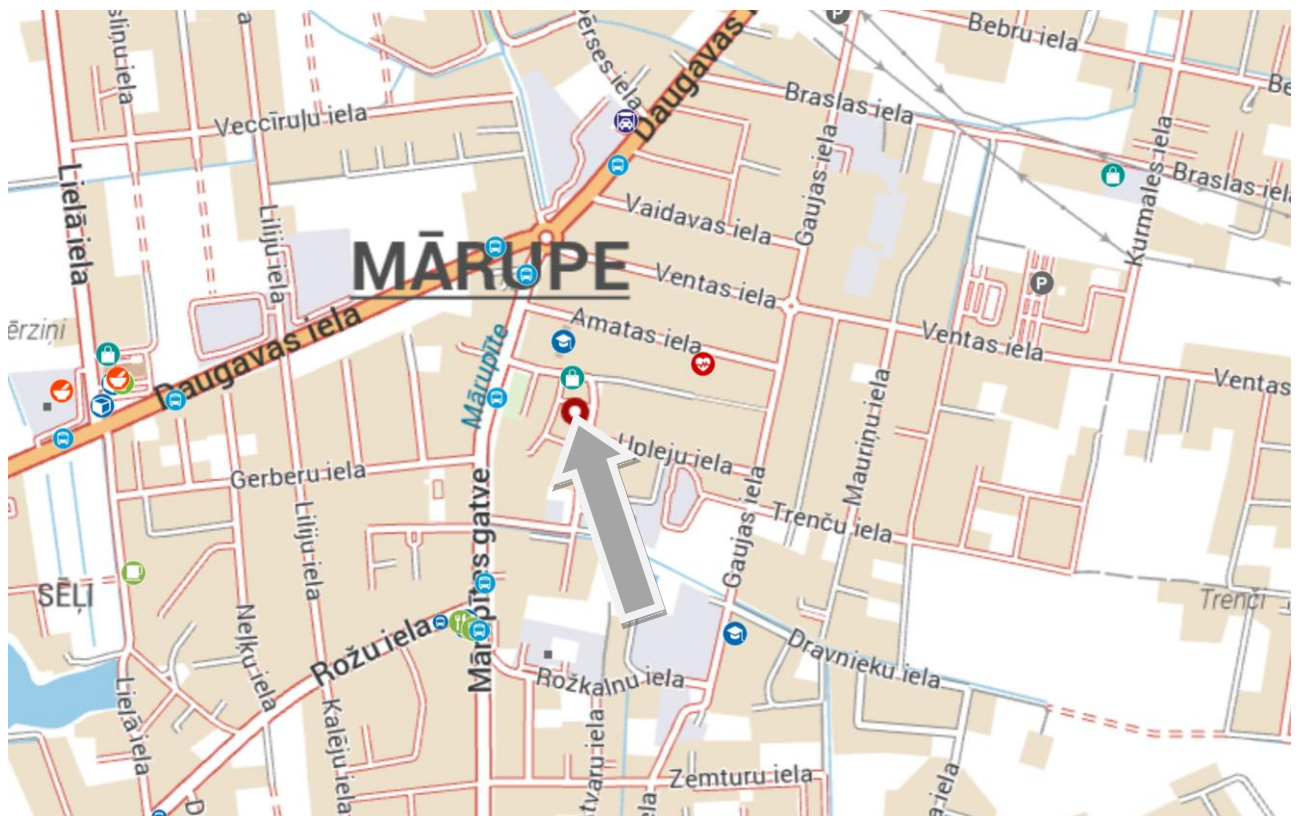 Bebru iela
Braslas iela
Braslas iela
Daugavas
Veccīruļu iela
Lielā iela
Liliju iela
Gaujas iela
Kurmales iela
Vaidavas iela
MĀRUPE
Ventas iela
Ventas iela
Ventas
Amatas iela
Daugavas iela
Mārupīte
Upleju iela
Mauriņu iela
Gerberu iela
Mārupītes gatve
Liliju iela
Trenču iela
Gaujas iela
SĒĻI
Trenči
Neļķu iela
Rožu iela
Dravnieku iela
Rožkalnu iela
Lielā iela
Kalēju iela
Zemturu iela
P
P